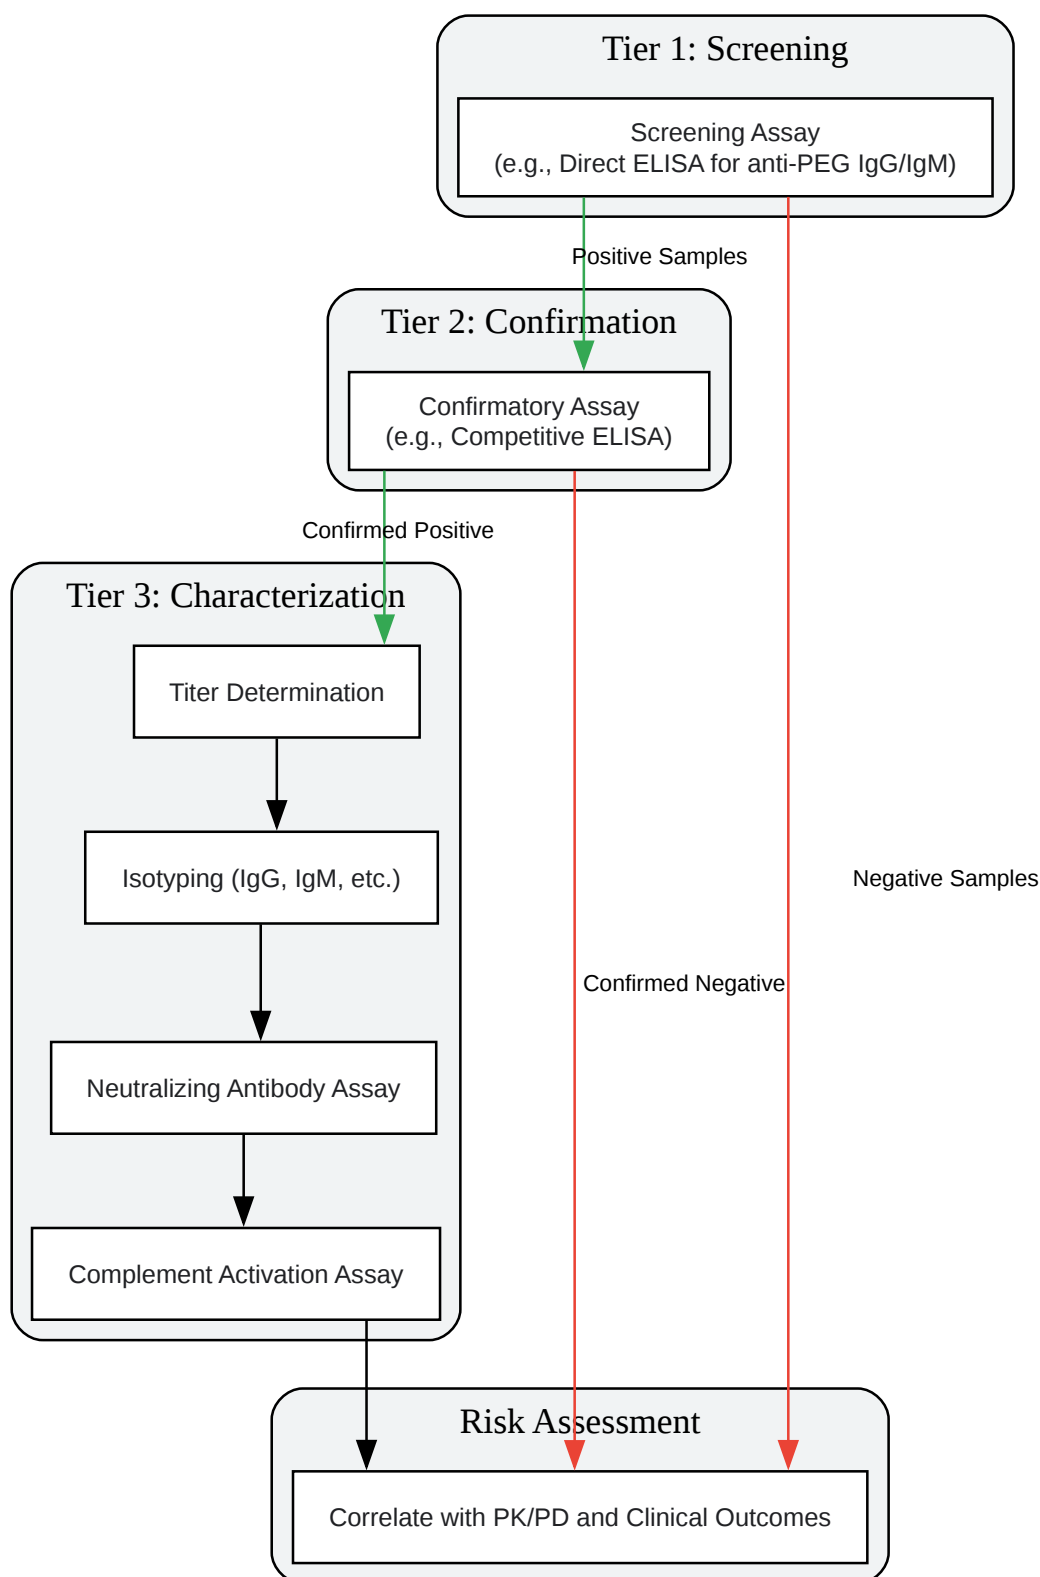 Tier 1: Screening
Screening Assay
(e.g., Direct ELISA for anti-PEG IgG/IgM)
Positive Samples
Tier 2: Confirmation
Confirmatory Assay
(e.g., Competitive ELISA)
Confirmed Positive
Tier 3: Characterization
Titer Determination
Isotyping (IgG, IgM, etc.)
Negative Samples
Confirmed Negative
Neutralizing Antibody Assay
Complement Activation Assay
Risk Assessment
Correlate with PK/PD and Clinical Outcomes